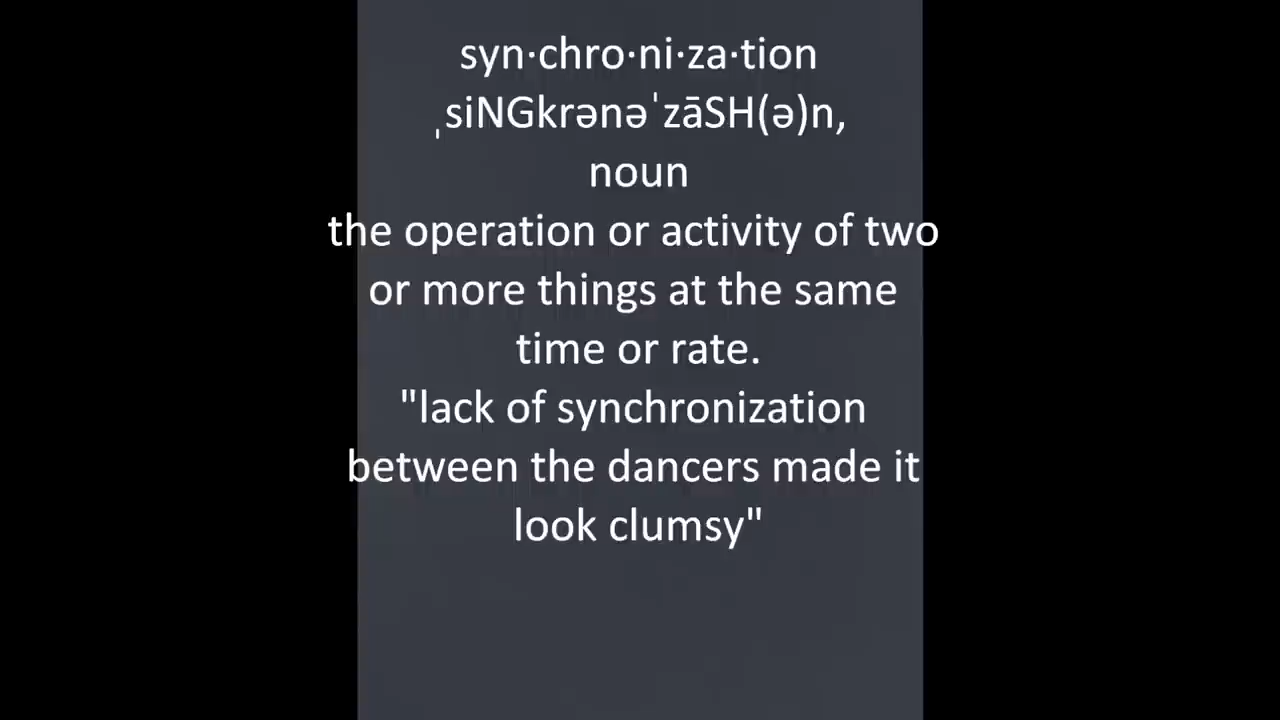 syn·chro·ni·za·tion
ˌsiNGkrənəˈzāSH(ə)n,
noun
the operation or activity of two
or more things at the same
time or rate.
"lack of synchronization
between the dancers made it
look clumsy"